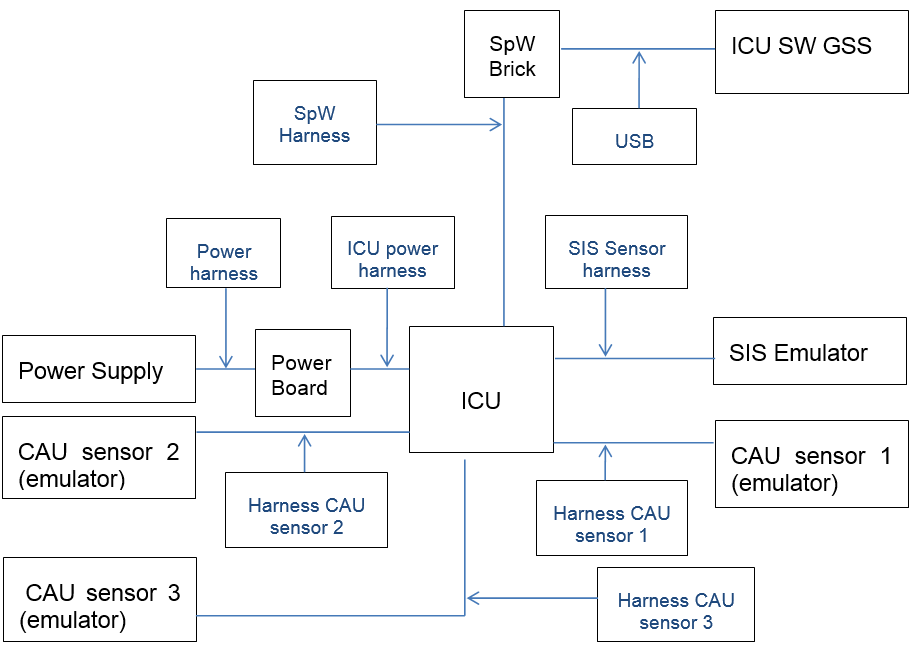 SpW
Brick
ICU SW GSS
SpW
Harness
USB
Power
harness
ICU power
harness
SIS Sensor
harness
Power Supply
Power
Board
ICU
SIS Emulator
CAU sensor 2
(emulator)
CAU sensor 1
(emulator)
Harness CAU
sensor 2
Harness CAU
sensor 1
CAU sensor 3
(emulator)
Harness CAU
sensor 3